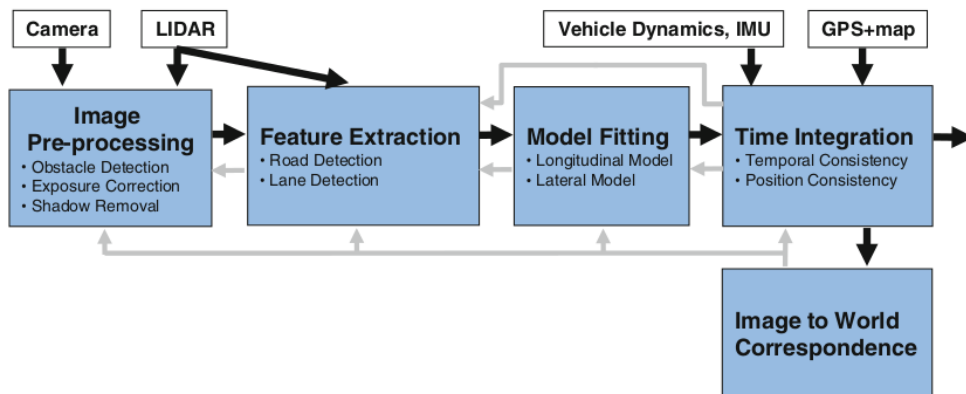 Camera
LIDAR
Vehicle Dynamics, IMU
GPS+map
Image
Pre-processing
• Obstacle Detection
• Exposure Correction
• Shadow Removal
Feature Extraction
• Road Detection
• Lane Detection
Model Fitting
• Longitudinal Model
• Lateral Model
Time Integration
• Temporal Consistency
• Position Consistency
Image to World
Correspondence